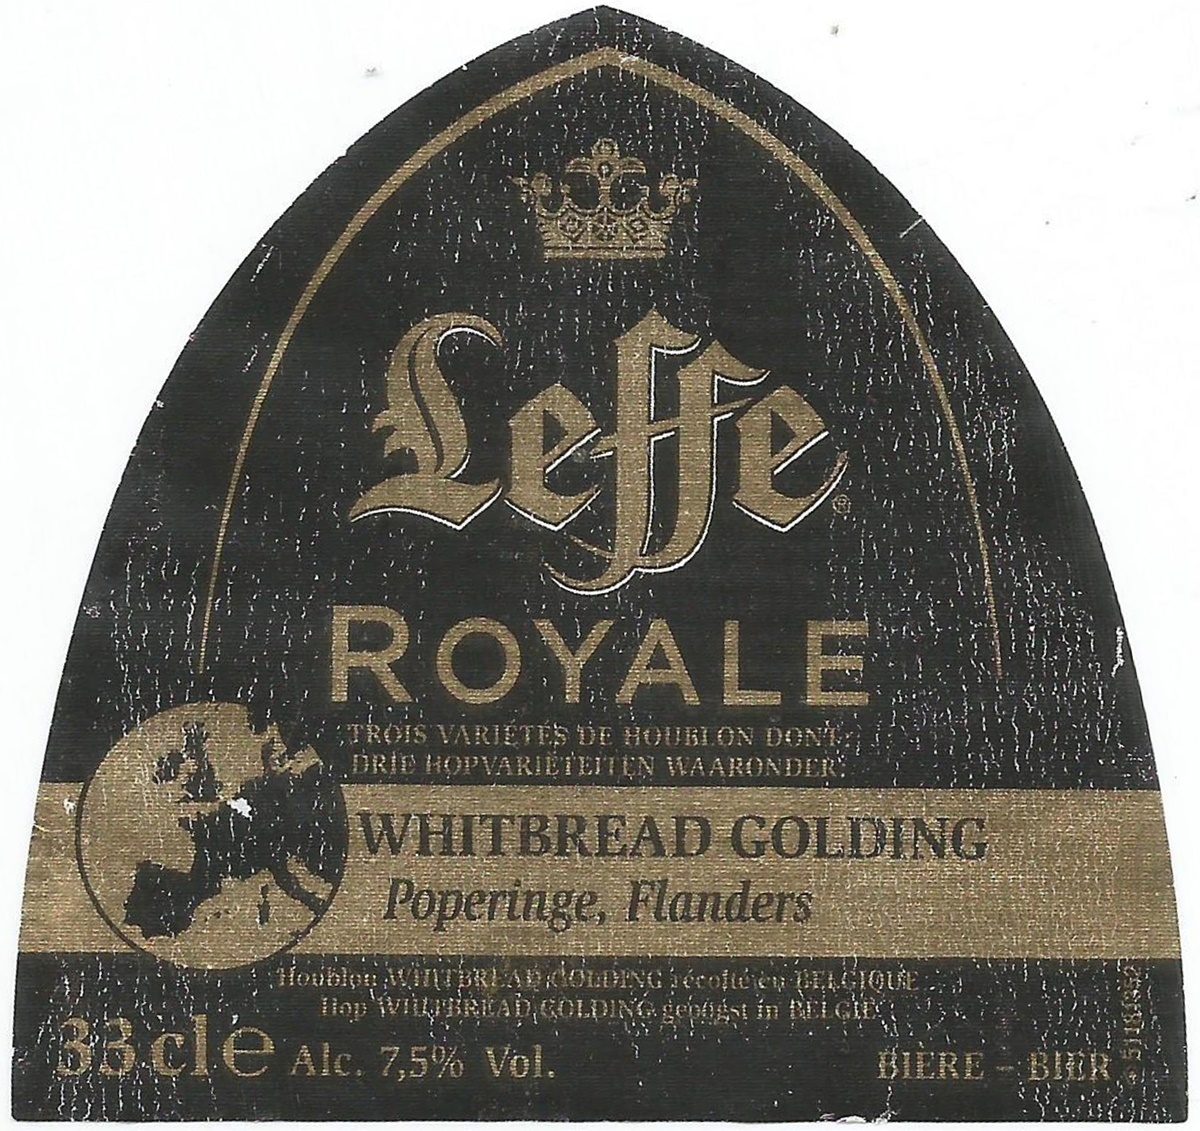 Leffe®
ROYALE
TROIS VARIÉTÉS DE HOUBLON DONT:
DRIE HOPVARIËTEITEN WAARONDER:
WHITBREAD GOLDING
Poperinge, Flanders
Houblon WHITBREAD GOLDING récolté en BELGIQUE
Hop WHITBREAD GOLDING geoogst in BELGIË
33 cl e Alc. 7,5% Vol.
BIÈRE - BIER